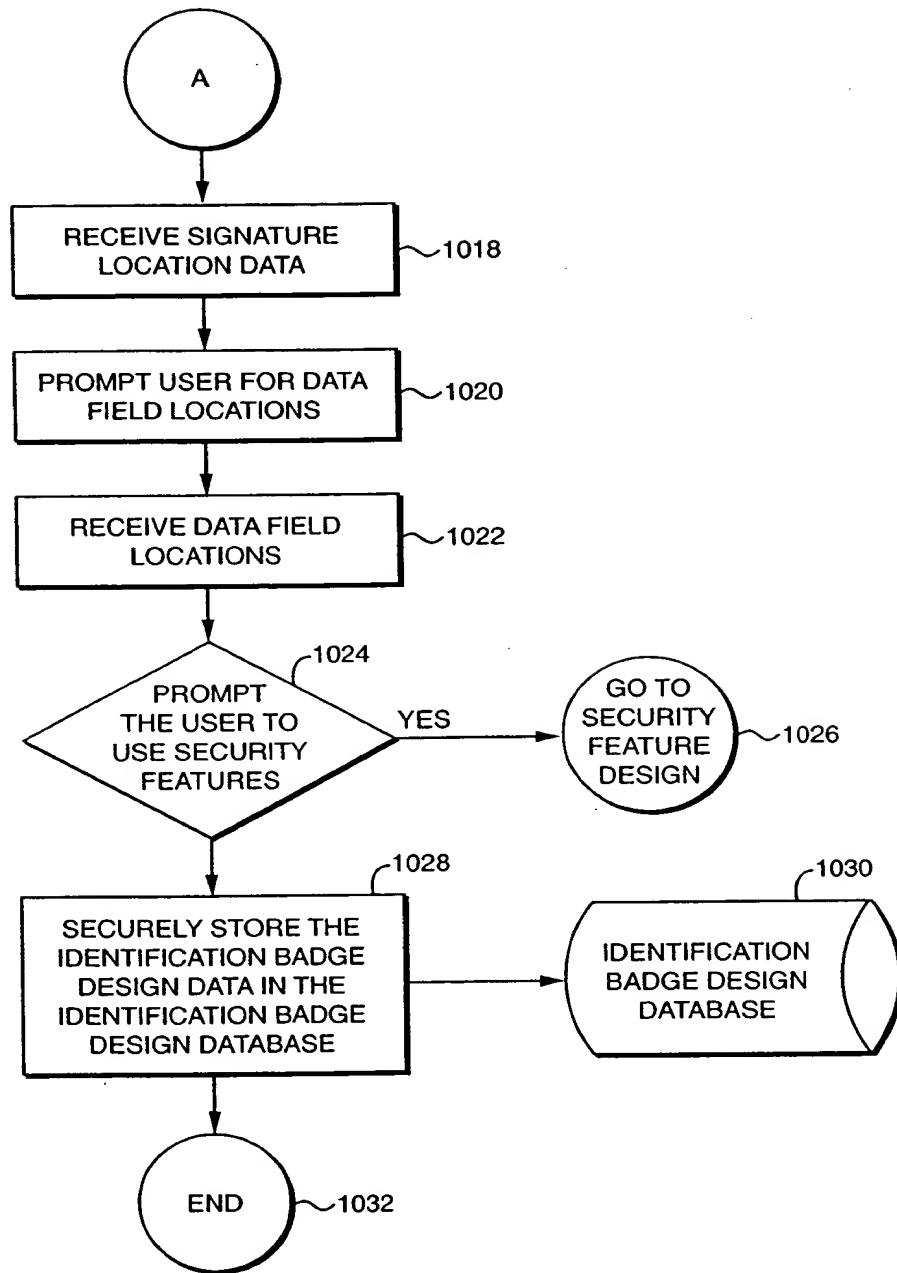 A
RECEIVE SIGNATURE
LOCATION DATA
1018
PROMPT USER FOR DATA
FIELD LOCATIONS
1020
RECEIVE DATA FIELD
LOCATIONS
1022
1024
PROMPT
THE USER TO
USE SECURITY
FEATURES
YES
GO TO
SECURITY
FEATURE
DESIGN
1026
1028
SECURELY STORE THE
IDENTIFICATION BADGE
DESIGN DATA IN THE
IDENTIFICATION BADGE
DESIGN DATABASE
1030
IDENTIFICATION
BADGE DESIGN
DATABASE
END
1032